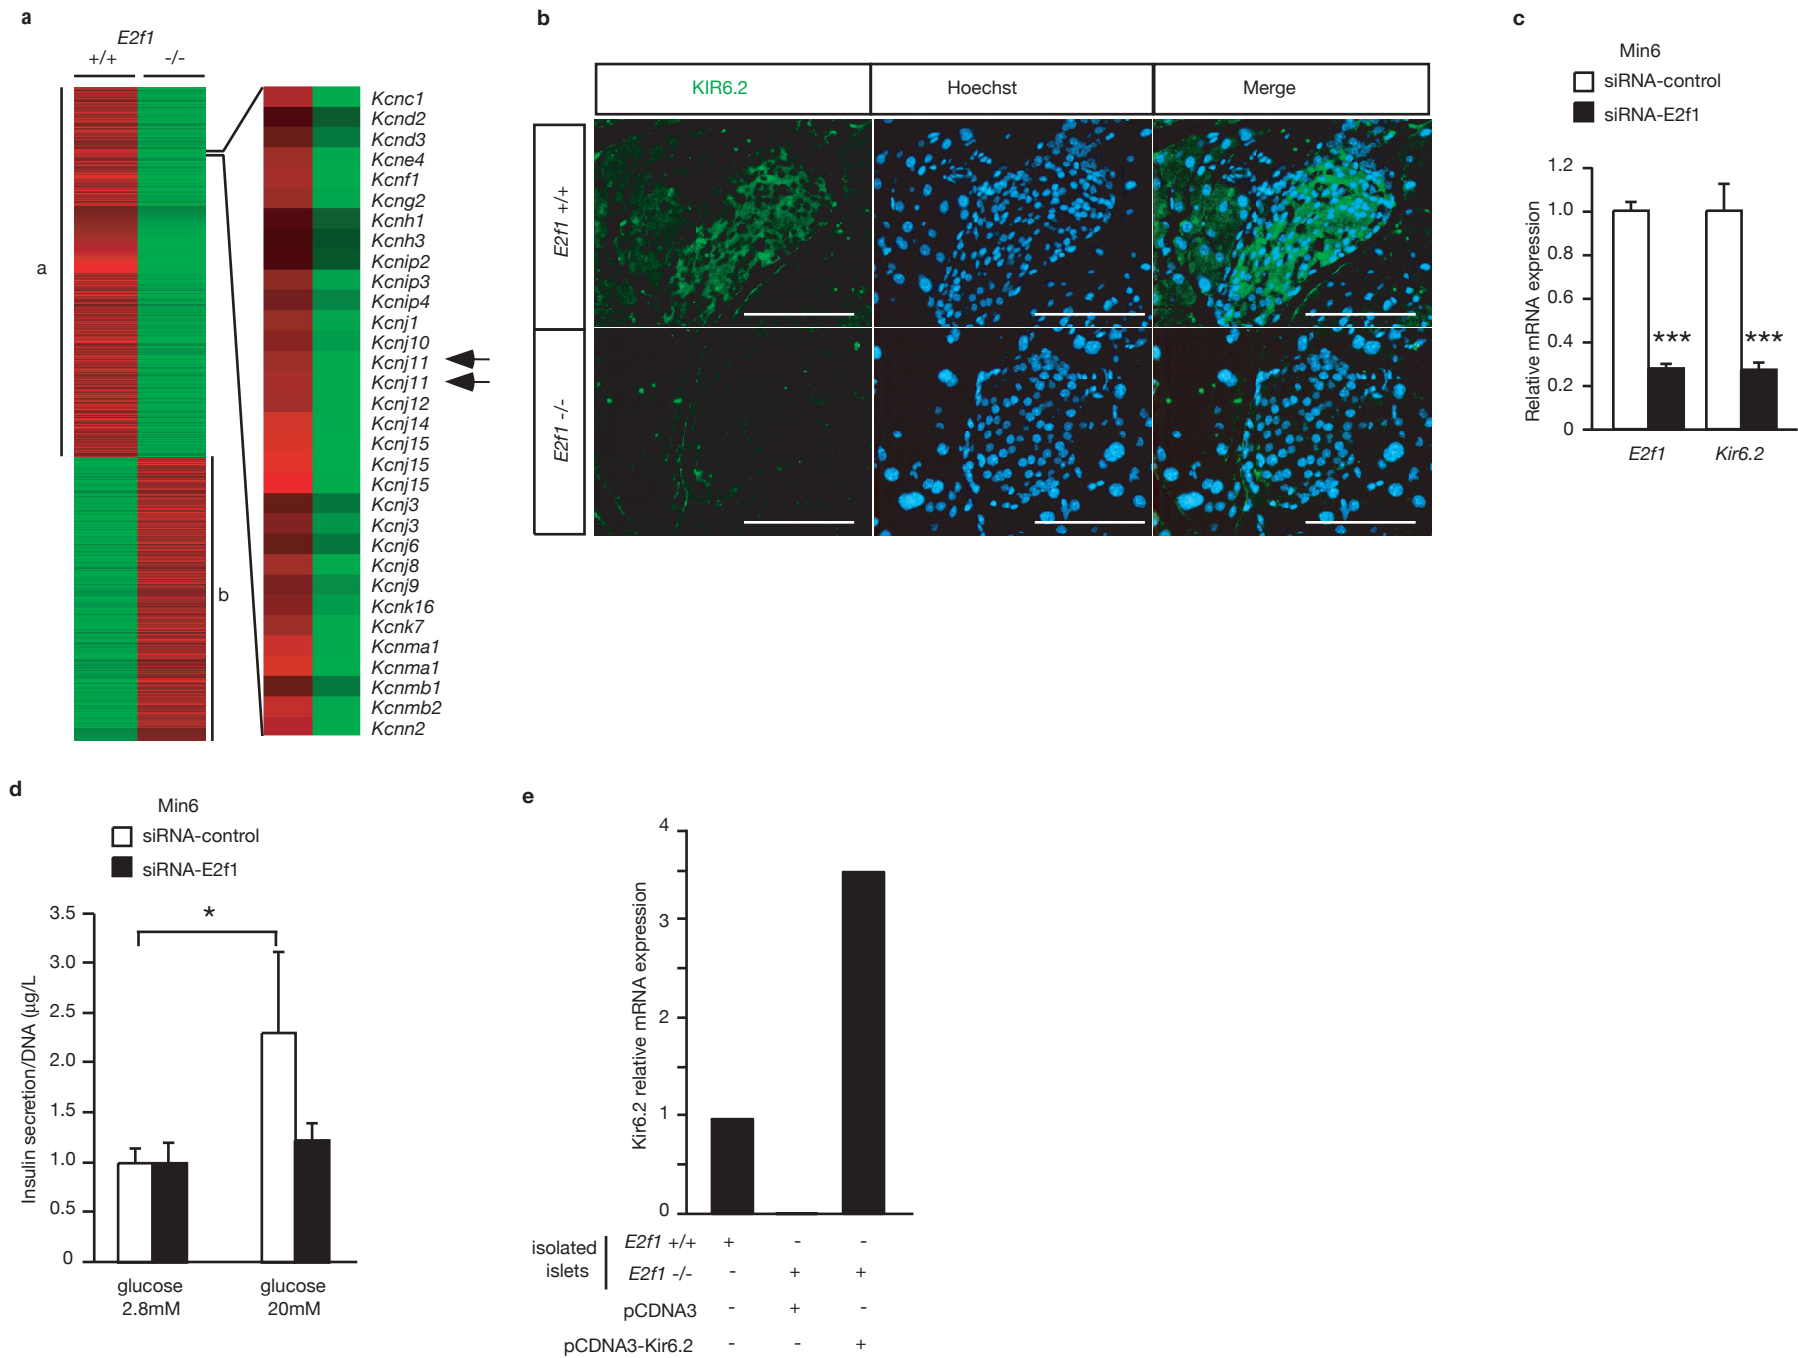 a
E2f1
+/+ -/-
a
b
Kcnc1
Kcnd2
Kcnd3
Kcne4
Kcnf1
Kcng2
Kcnh1
Kcnh3
Kcnip2
Kcnip3
Kcnip4
Kcnj1
Kcnj10
Kcnj11
Kcnj11
Kcnj12
Kcnj14
Kcnj15
Kcnj15
Kcnj15
Kcnj3
Kcnj3
Kcnj6
Kcnj8
Kcnj9
Kcnk16
Kcnk7
Kcnma1
Kcnma1
Kcnmb1
Kcnmb2
Kcnn2
b
KIR6.2 Hoechst Merge
E2f1 +/+
E2f1 -/-
c
Min6
siRNA-control
siRNA-E2f1
Relative mRNA expression
1.2
1.0
0.8
0.6
0.4
0.2
0
*** ***
E2f1 Kir6.2
d
Min6
siRNA-control
siRNA-E2f1
Insulin secretion/DNA (µg/L
3.5
3.0
2.5
2.0
1.5
1.0
0.5
0
*
glucose 2.8mM
glucose 20mM
e
Kir6.2 relative mRNA expression
4
3
2
1
0
isolated islets
E2f1 +/+ + - -
E2f1 -/- - + +
pCDNA3 - + -
pCDNA3-Kir6.2 - - +